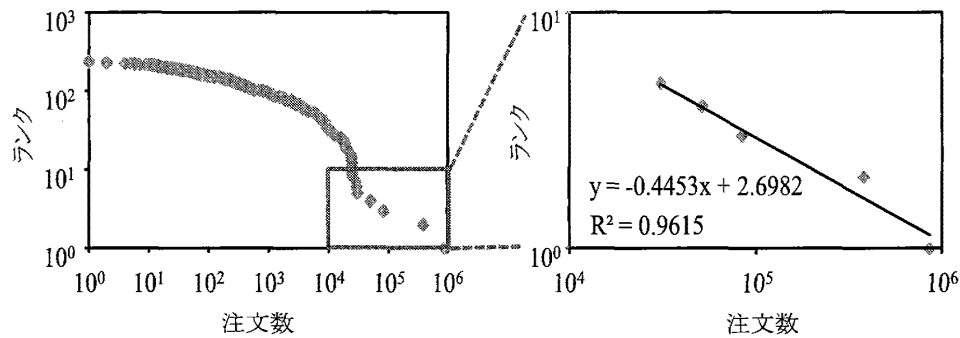 10³
10²
10¹
10⁰
ランク
10⁰ 10¹ 10² 10³ 10⁴ 10⁵ 10⁶
注文数
10¹
10⁰
ランク
y = -0.4453x + 2.6982
R² = 0.9615
10⁴ 10⁵ 10⁶
注文数